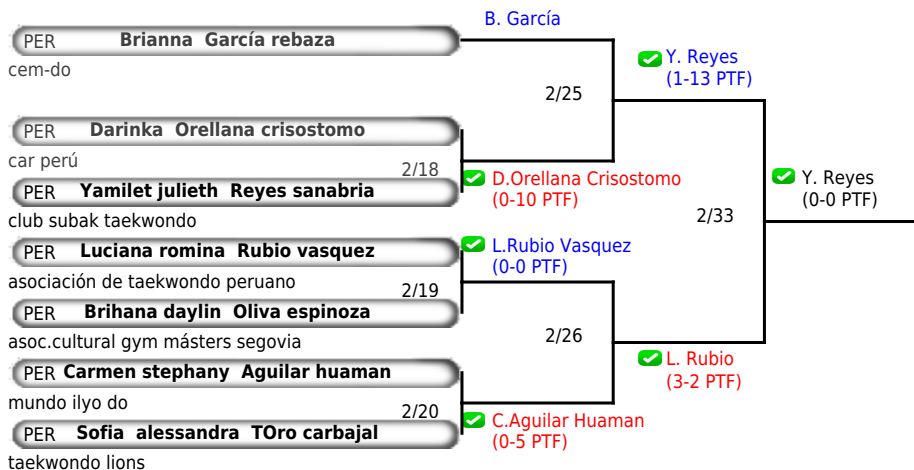 B. García
PER Brianna García rebaza
cem-do
Y. Reyes
(1-13 PTF)
2/25
PER Darinka Orellana crisostomo
car perú
2/18
PER Yamilet julieth Reyes sanabria
club subak taekwondo
D.Orellana Crisostomo
(0-10 PTF)
Y. Reyes
(0-0 PTF)
2/33
PER Luciana romina Rubio vasquez
asociación de taekwondo peruano
L.Rubio Vasquez
(0-0 PTF)
2/19
PER Brihana daylin Oliva espinoza
asoc.cultural gym másters segovia
2/26
L. Rubio
(3-2 PTF)
PER Carmen stephany Aguilar huaman
mundo ilyo do
2/20
PER Sofia alessandra TOro carbajal
taekwondo lions
C.Aguilar Huaman
(0-5 PTF)